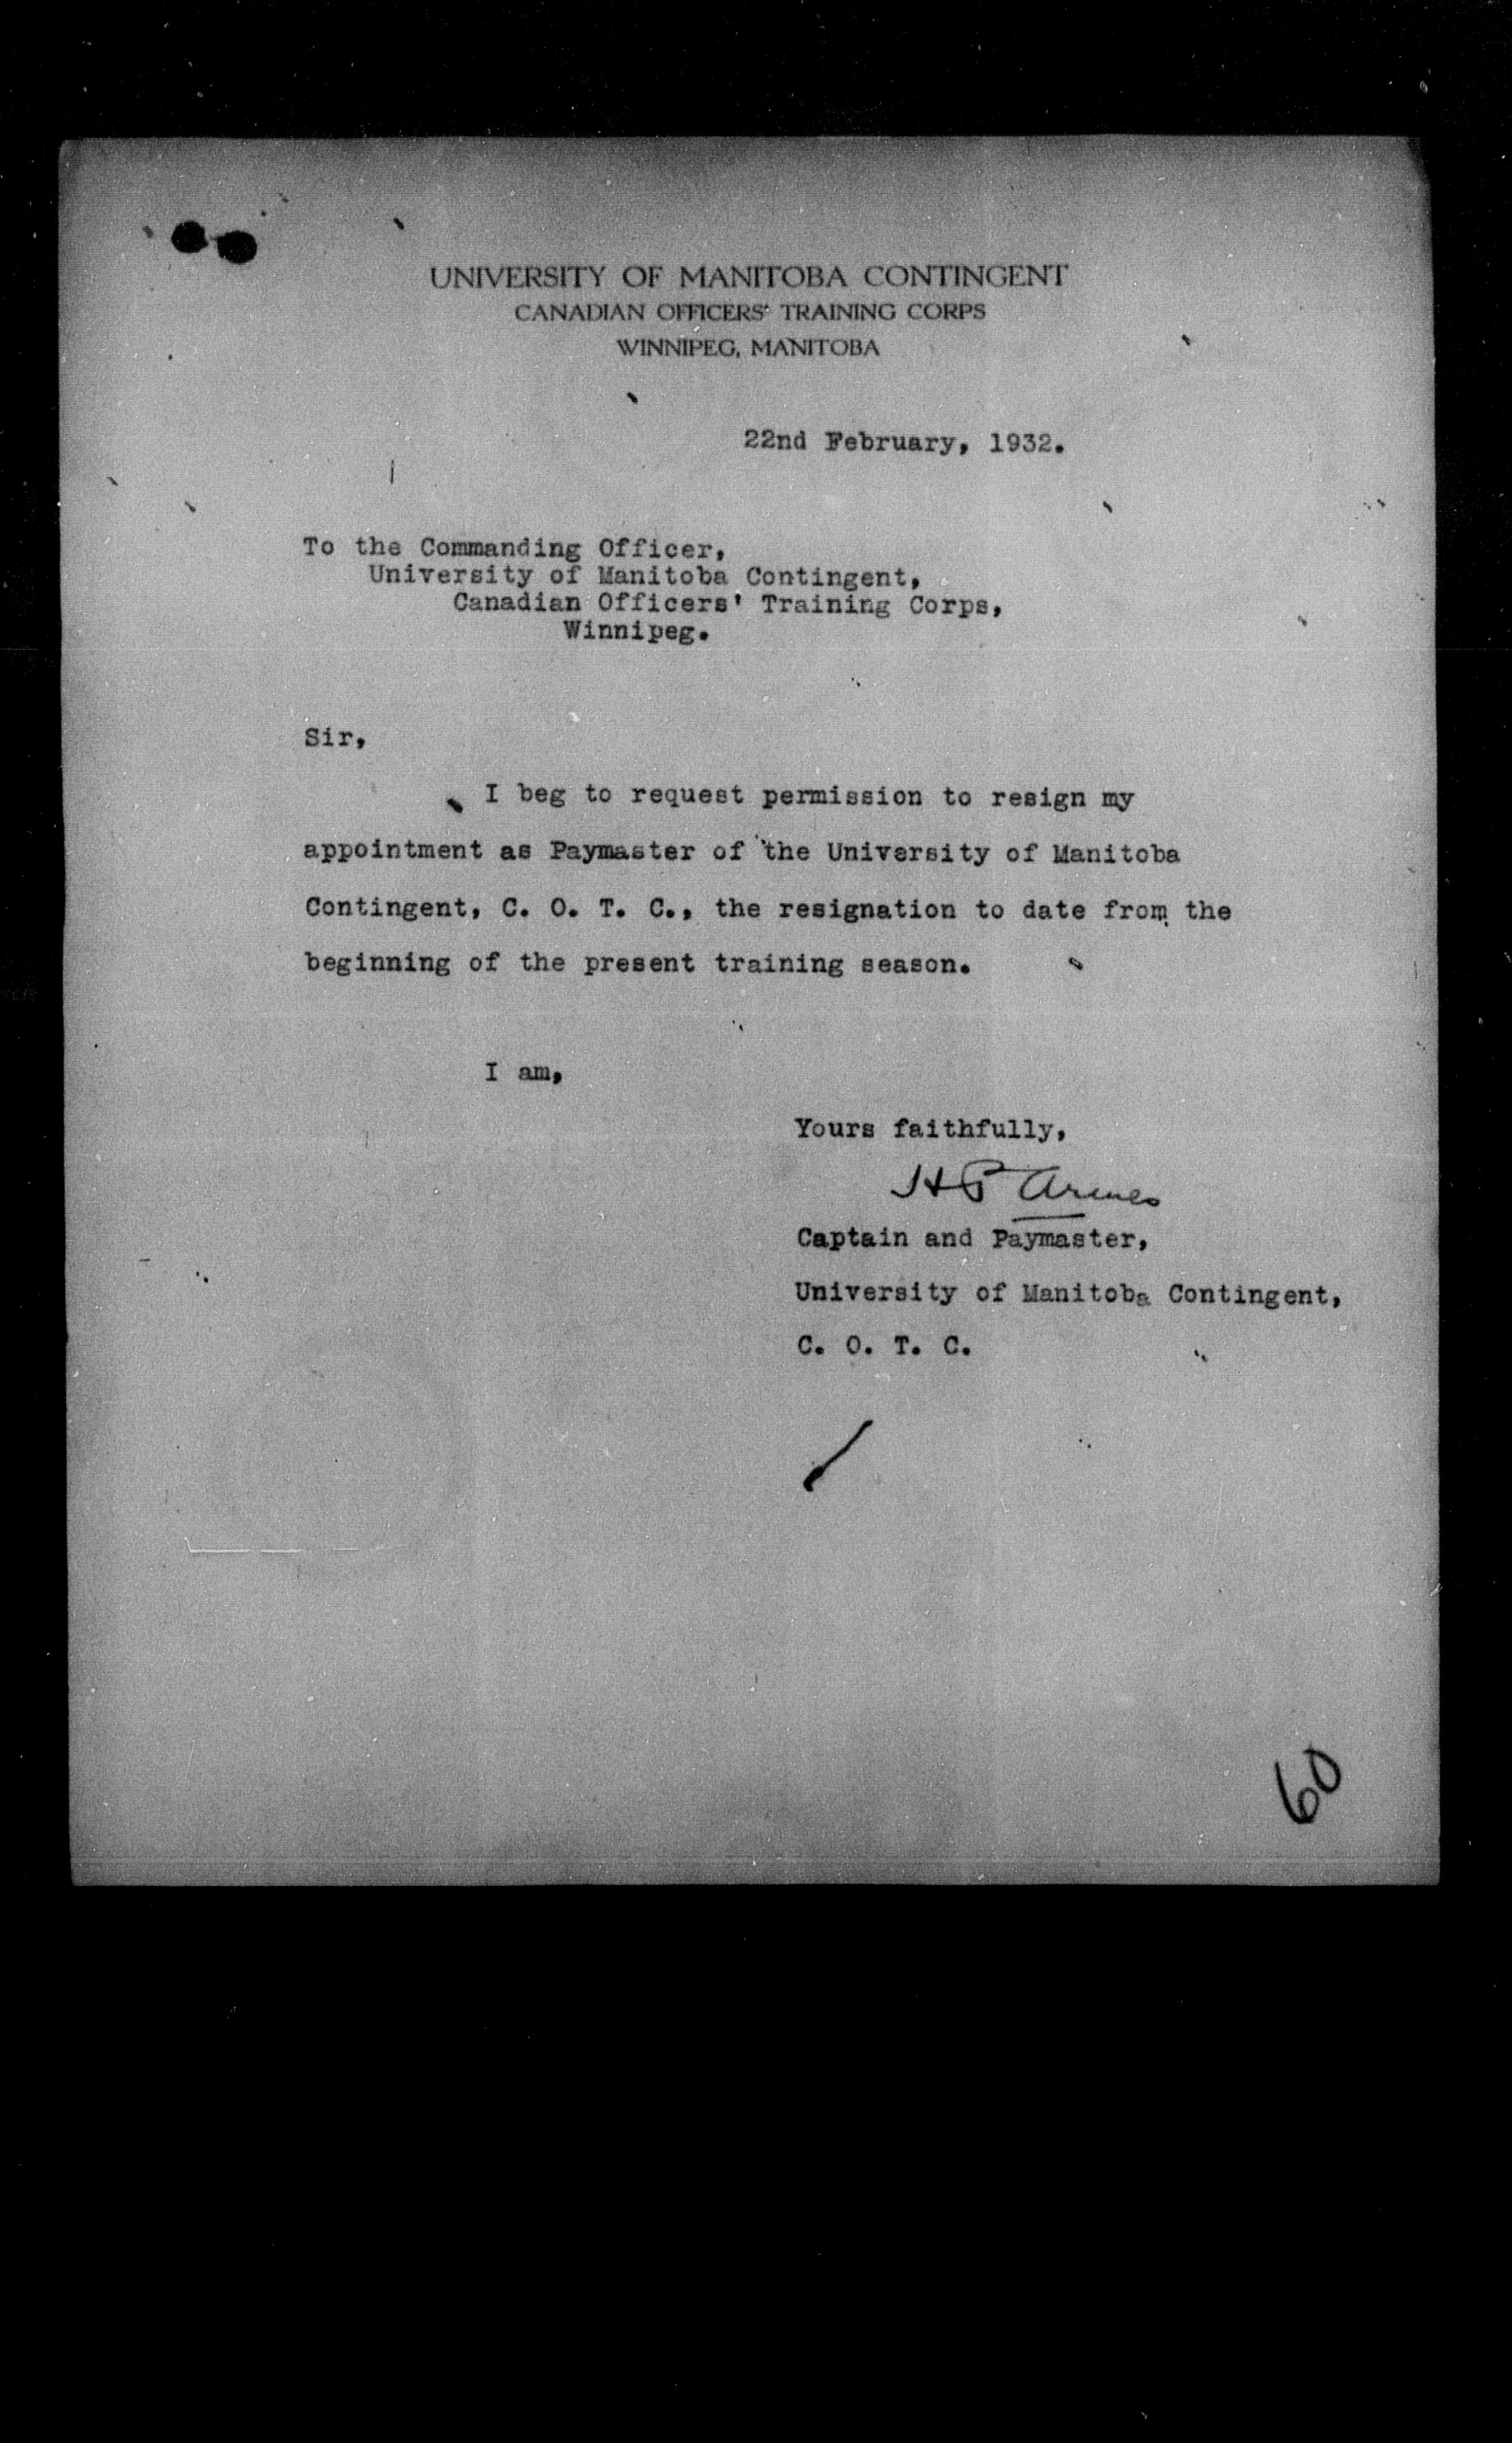 UNIVERSITY OF MANITOBA CONTINGENT
CANADIAN OFFICERS' TRAINING CORPS
WINNIPEG, MANITOBA
22nd February, 1932.
To the Commanding Officer,
University of Manitoba Contingent,
Canadian Officers' Training Corps,
Winnipeg.
Sir,
I beg to request permission to resign my
appointment as Paymaster of the University of Manitoba
Contingent, C. O. T. C., the resignation to date from the
beginning of the present training season.
I am,
Yours faithfully,
H P Armes
Captain and Paymaster,
University of Manitoba Contingent,
C. O. T. C.
60